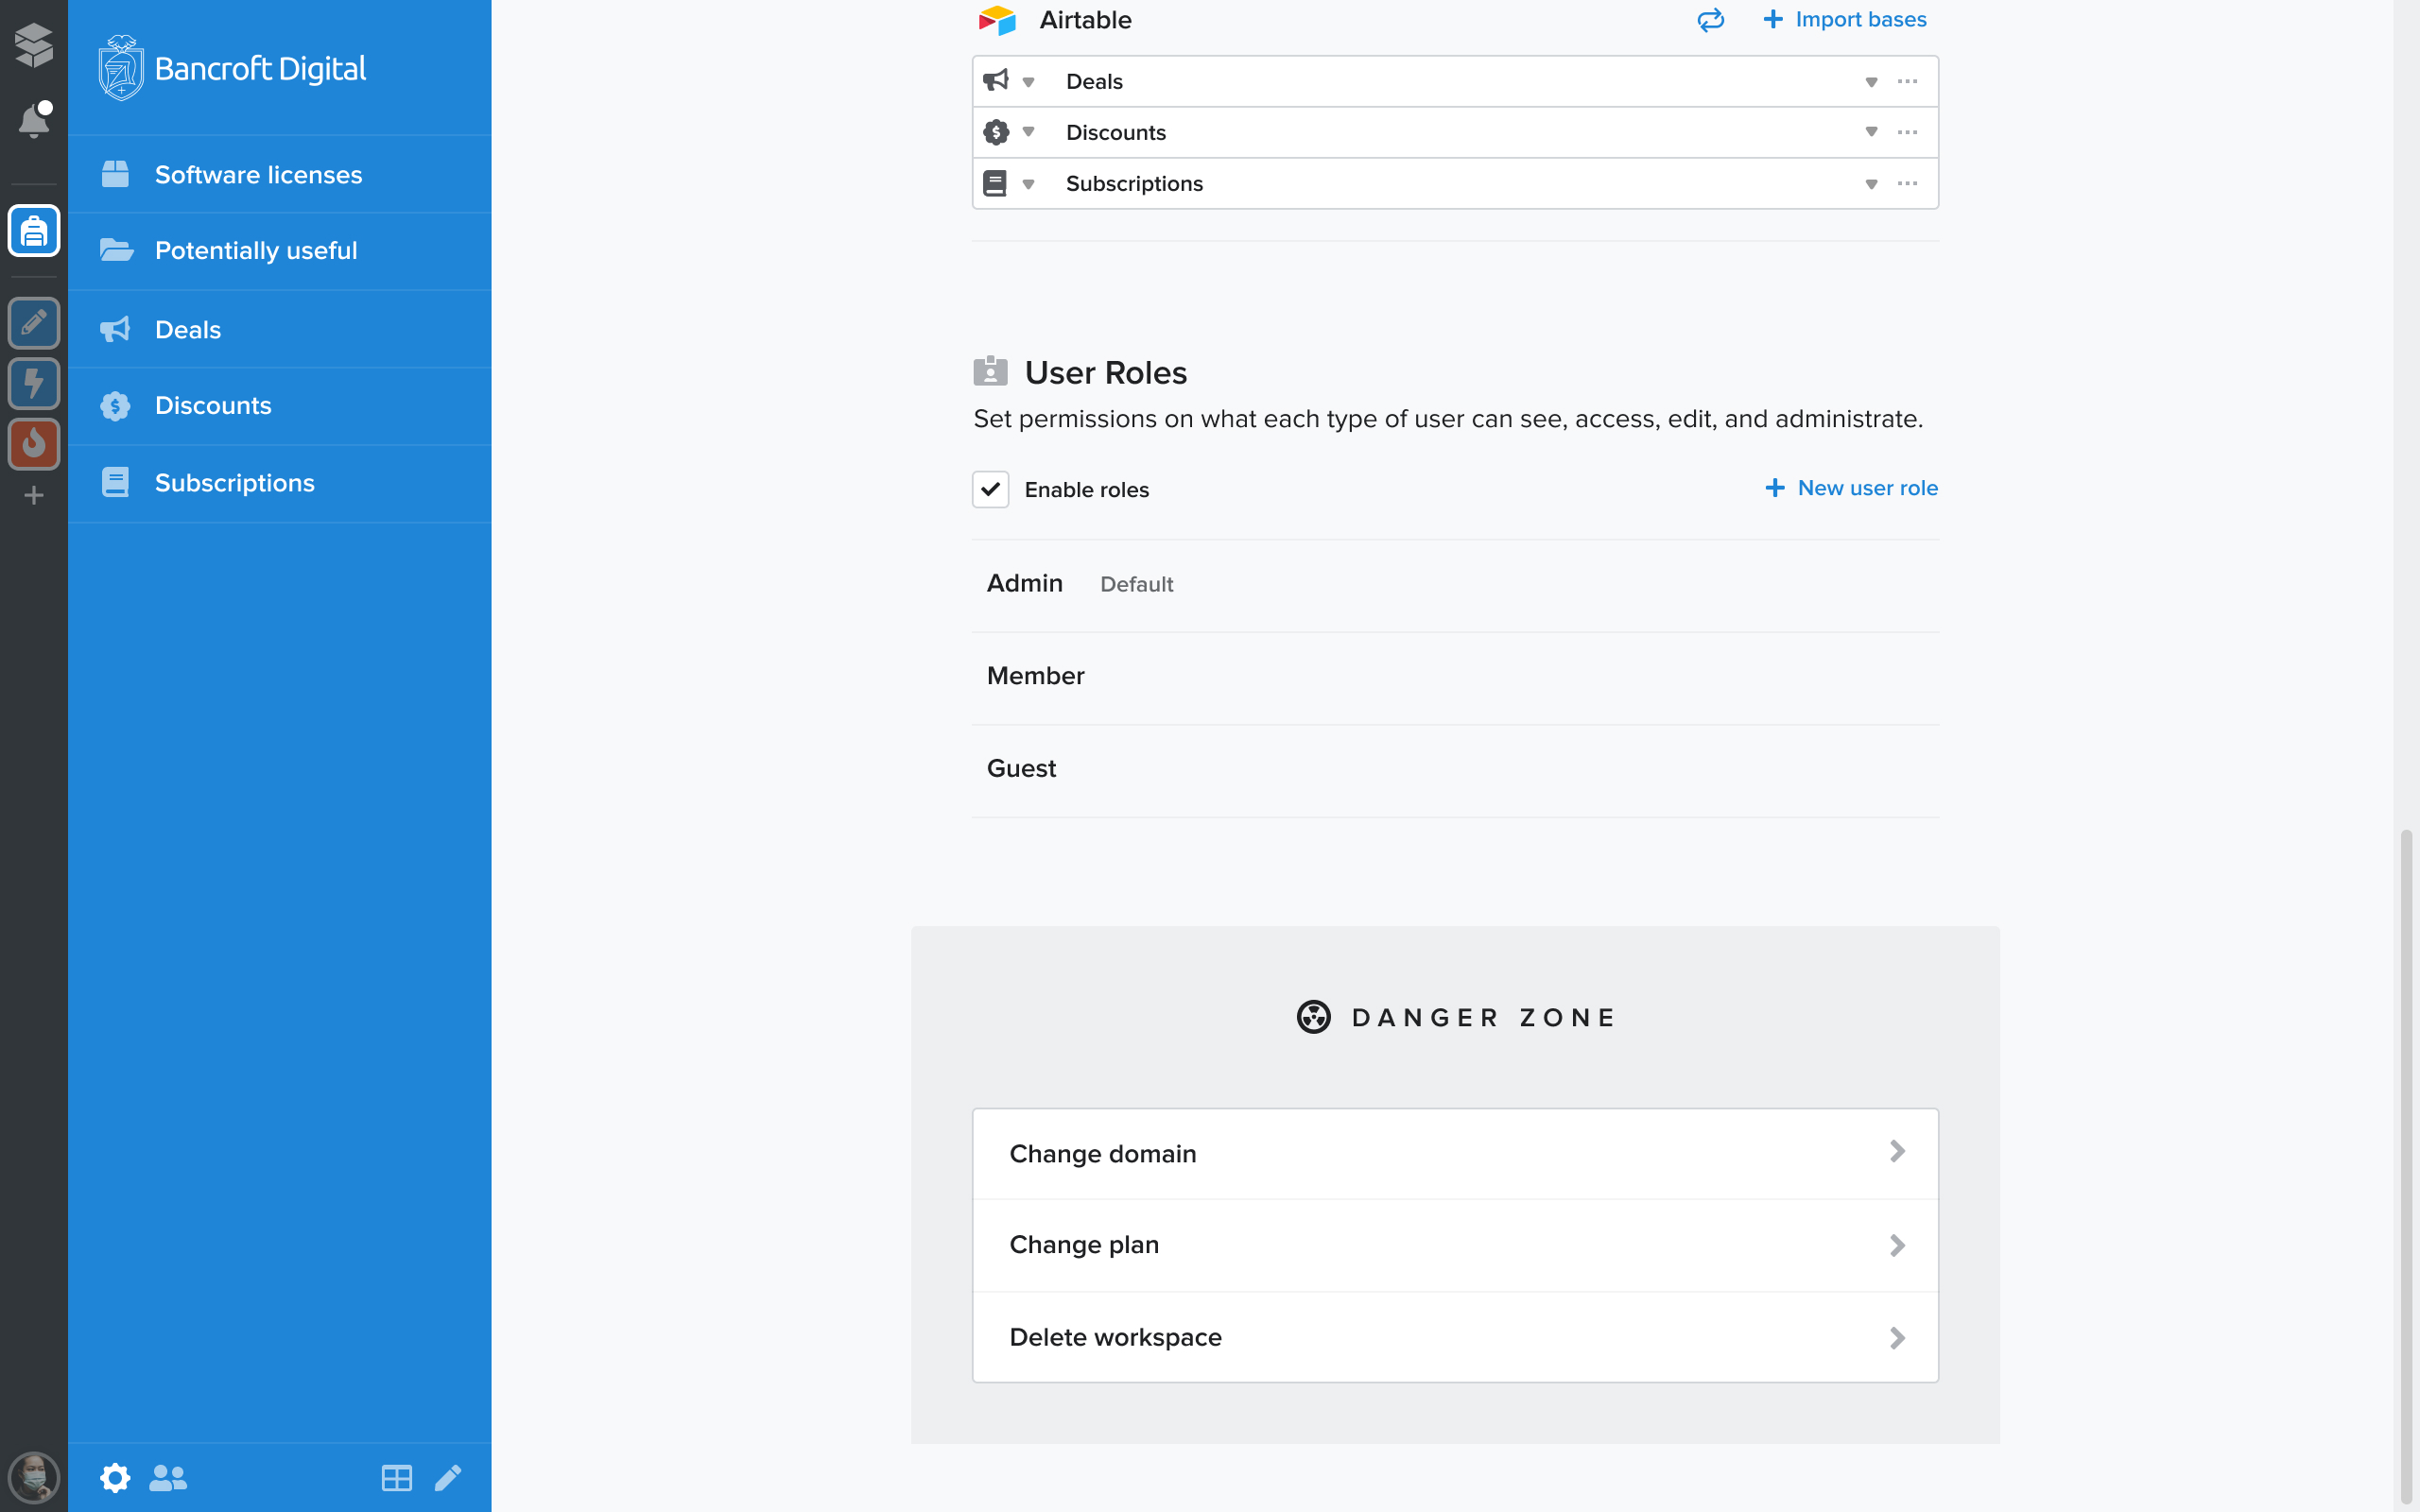 Bancroft Digital
Software licenses
Potentially useful
Deals
Discounts
Subscriptions
Airtable
Import bases
Deals
Discounts
Subscriptions
User Roles
Set permissions on what each type of user can see, access, edit, and administrate.
Enable roles
New user role
Admin Default
Member
Guest
DANGER ZONE
Change domain
Change plan
Delete workspace